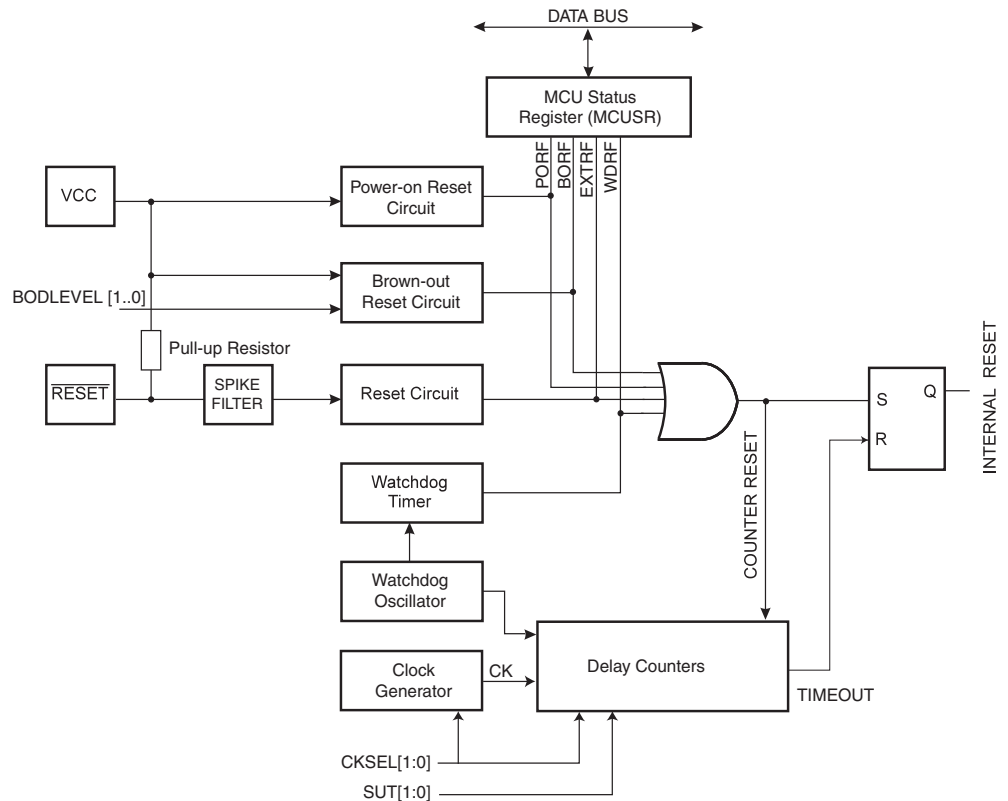 DATA BUS
MCU Status
Register (MCUSR)
PORF
BORF
EXTRF
WDRF
VCC
Power-on Reset
Circuit
Brown-out
Reset Circuit
BODLEVEL [1..0]
Pull-up Resistor
RESET
SPIKE
FILTER
Reset Circuit
S
Q
R
INTERNAL RESET
Watchdog
Timer
COUNTER RESET
Watchdog
Oscillator
Clock
Generator
CK
Delay Counters
TIMEOUT
CKSEL[1:0]
SUT[1:0]